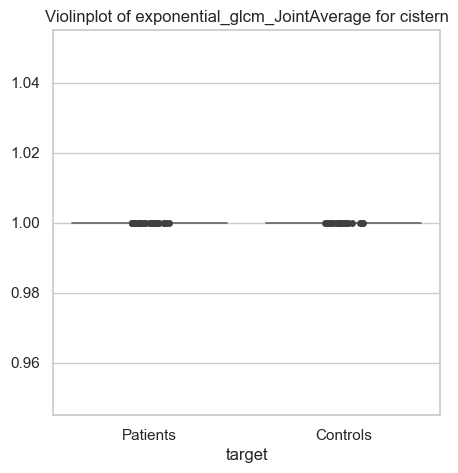 Violinplot of exponential_glcm_JointAverage for cistern
1.04
1.02
1.00
0.98
0.96
Patients Controls
target